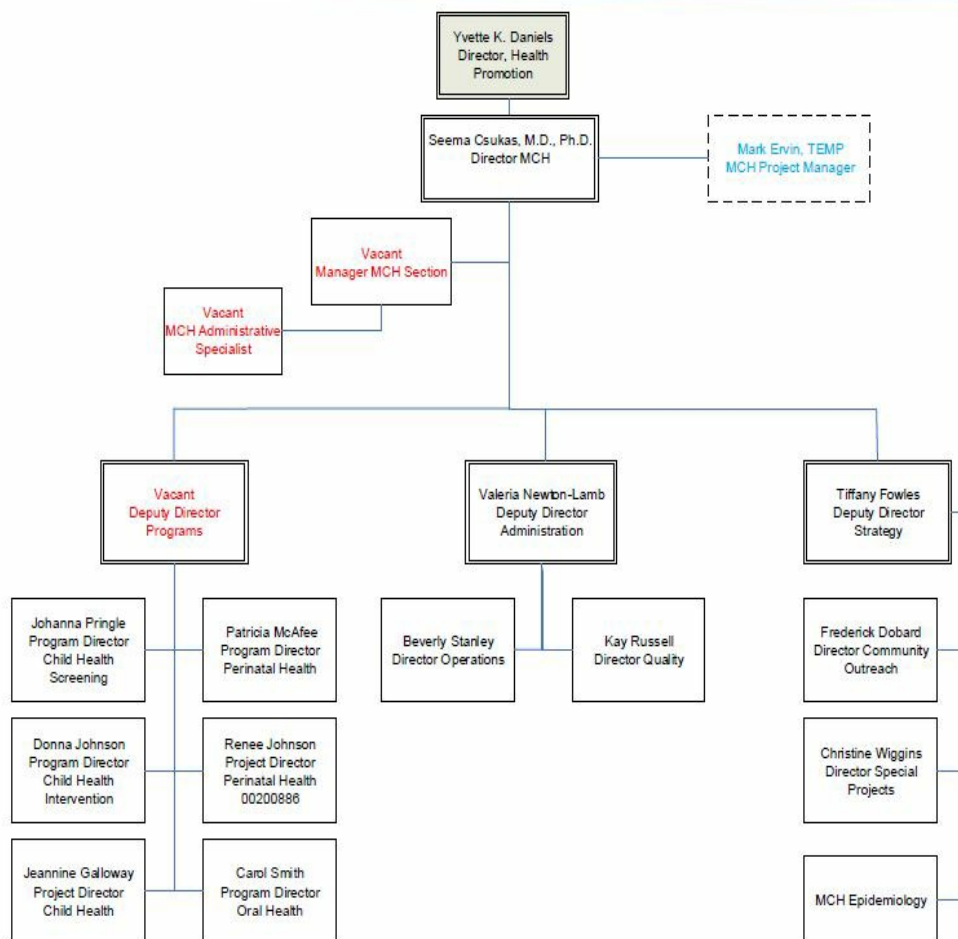 Yvette K. Daniels
Director, Health
Promotion
Seema Csukas, M.D., Ph.D.
Director MCH
Mark Ervin, TEMP
MCH Project Manager
Vacant
Manager MCH Section
Vacant
MCH Administrative
Specialist
Vacant
Deputy Director
Programs
Valeria Newton-Lamb
Deputy Director
Administration
Tiffany Fowles
Deputy Director
Strategy
Johanna Pringle
Program Director
Child Health
Screening
Patricia McAfee
Program Director
Perinatal Health
Beverly Stanley
Director Operations
Kay Russell
Director Quality
Frederick Dobard
Director Community
Outreach
Donna Johnson
Program Director
Child Health
Intervention
Renee Johnson
Project Director
Perinatal Health
00200886
Christine Wiggins
Director Special
Projects
Jeannine Galloway
Project Director
Child Health
Carol Smith
Program Director
Oral Health
MCH Epidemiology